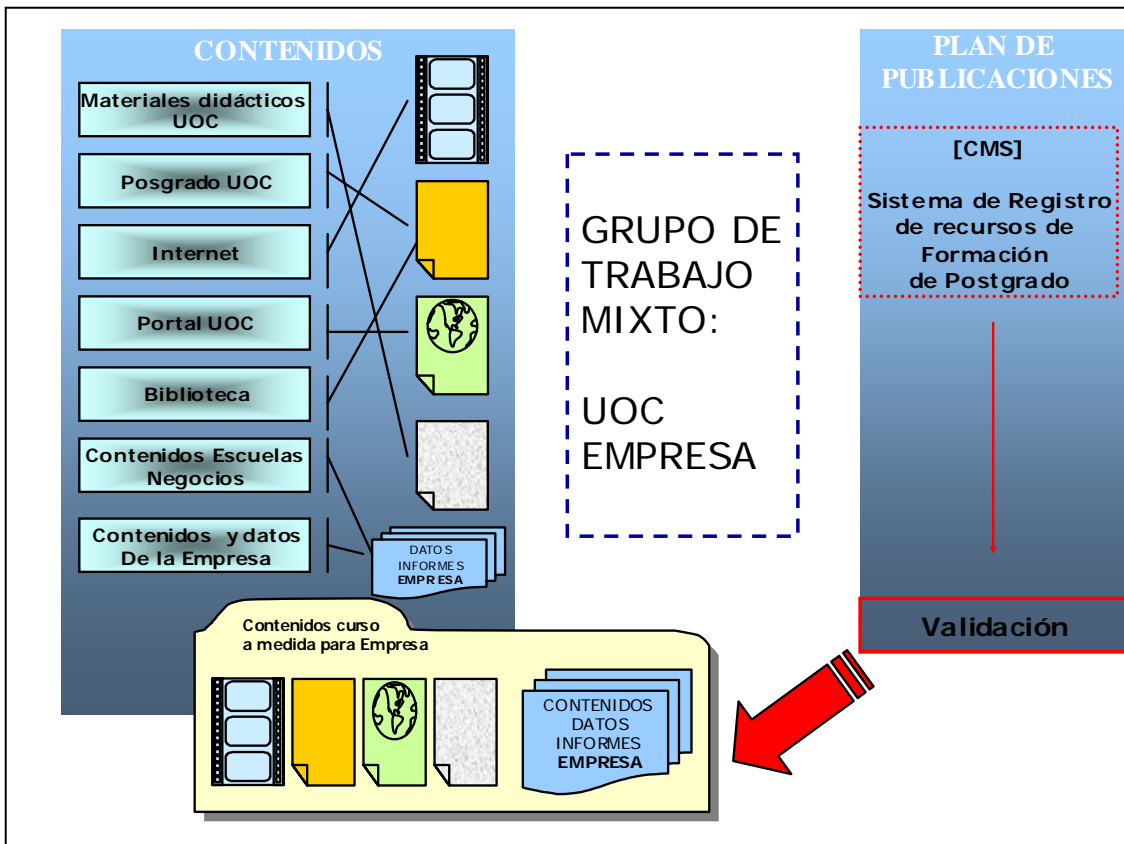 CONTENIDOS
Materiales didácticos
UOC
Posgrado UOC
Internet
Portal UOC
Biblioteca
Contenidos Escuelas
Negocios
Contenidos y datos
De la Empresa
DATOS
INFORMES
EMPRESA
GRUPO DE
TRABAJO
MIXTO:
UOC
EMPRESA
PLAN DE
PUBLICACIONES
[CMS]
Sistema de Registro
de recursos de
Formación
de Postgrado
Validación
Contenidos curso
a medida para Empresa
CONTENIDOS
DATOS
INFORMES
EMPRESA